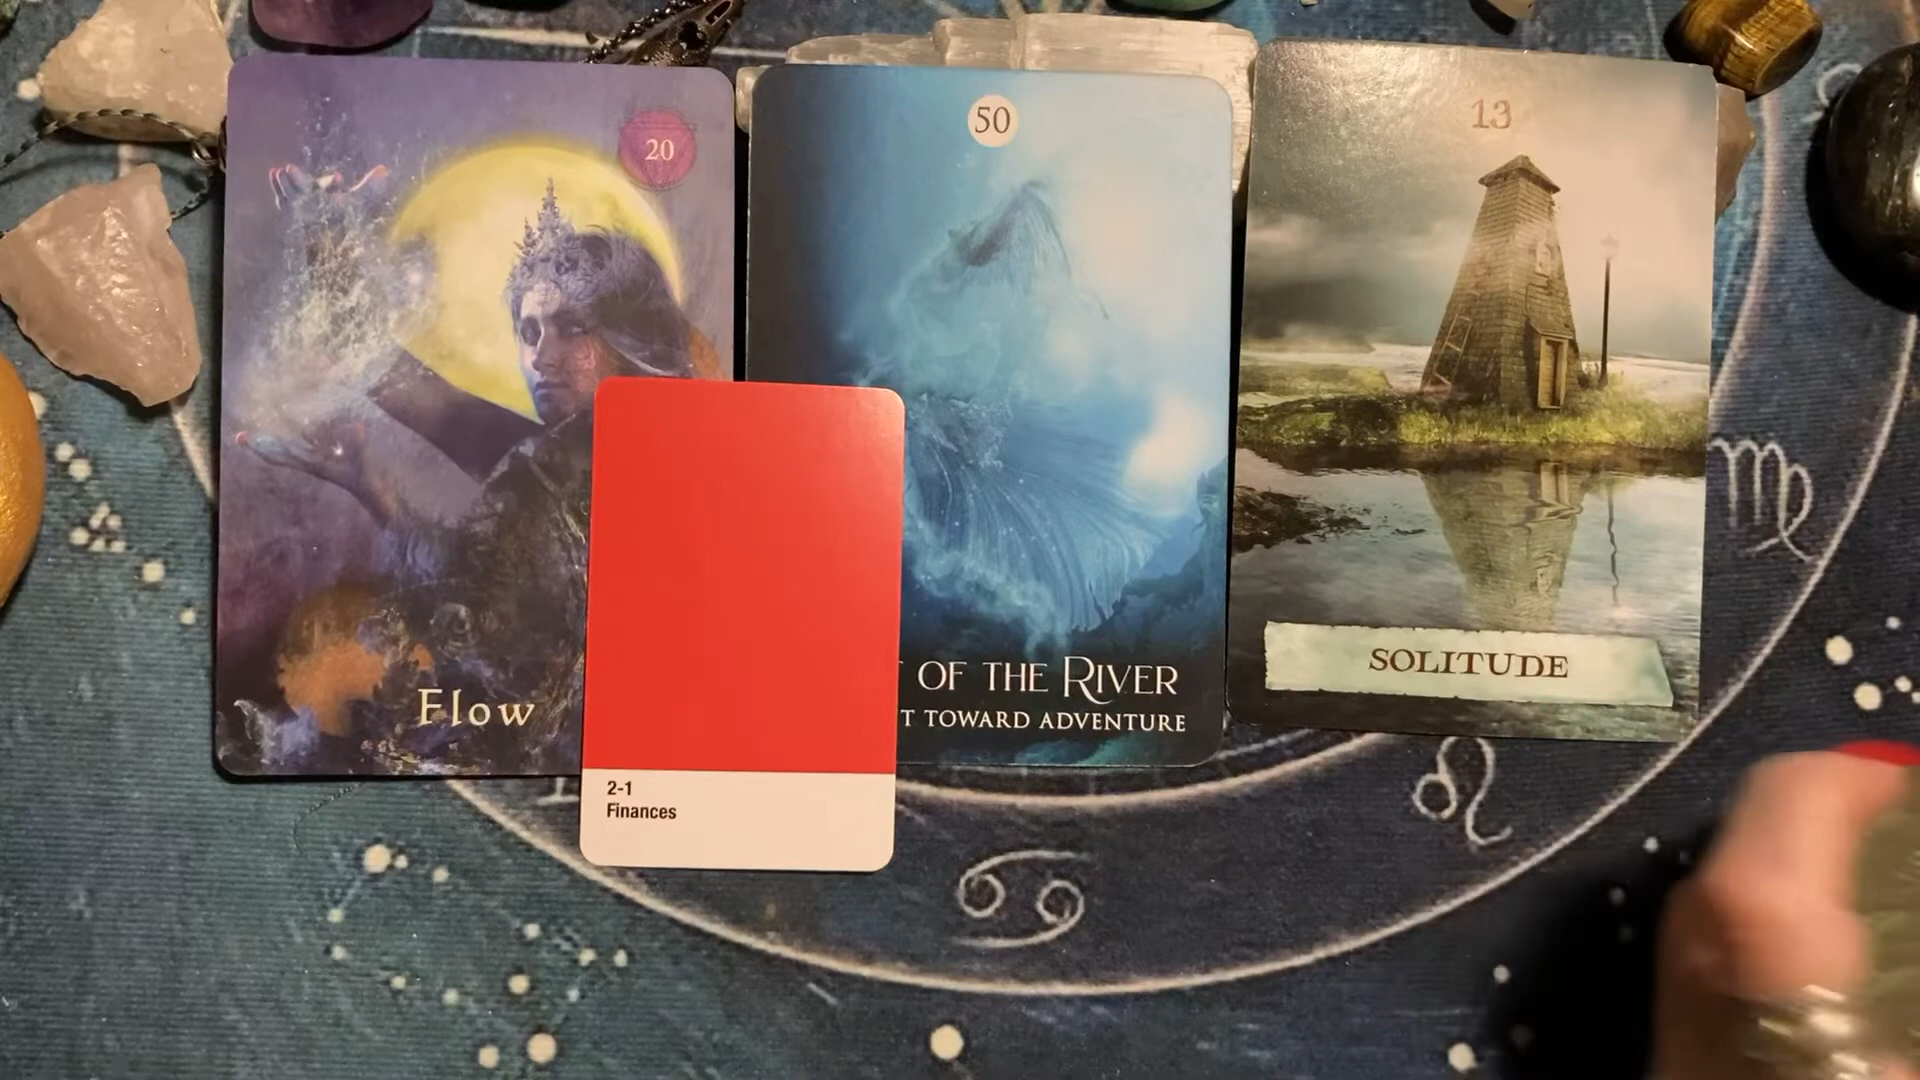 20
Flow
50
OF THE RIVER
TOWARD ADVENTURE
13
SOLITUDE
2-1
Finances